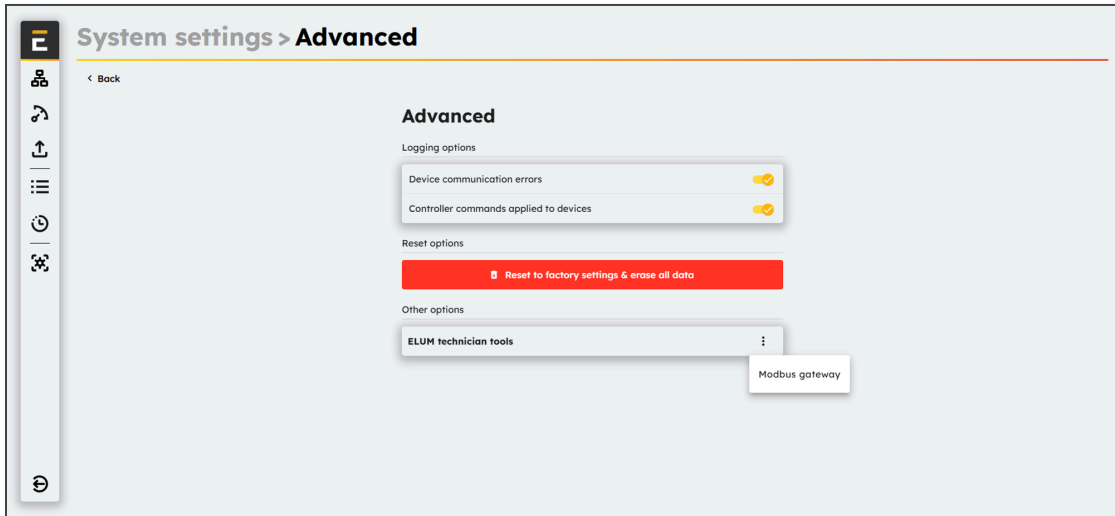 System settings > Advanced
< Back
Advanced
Logging options
Device communication errors
Controller commands applied to devices
Reset options
Reset to factory settings & erase all data
Other options
ELUM technician tools
Modbus gateway